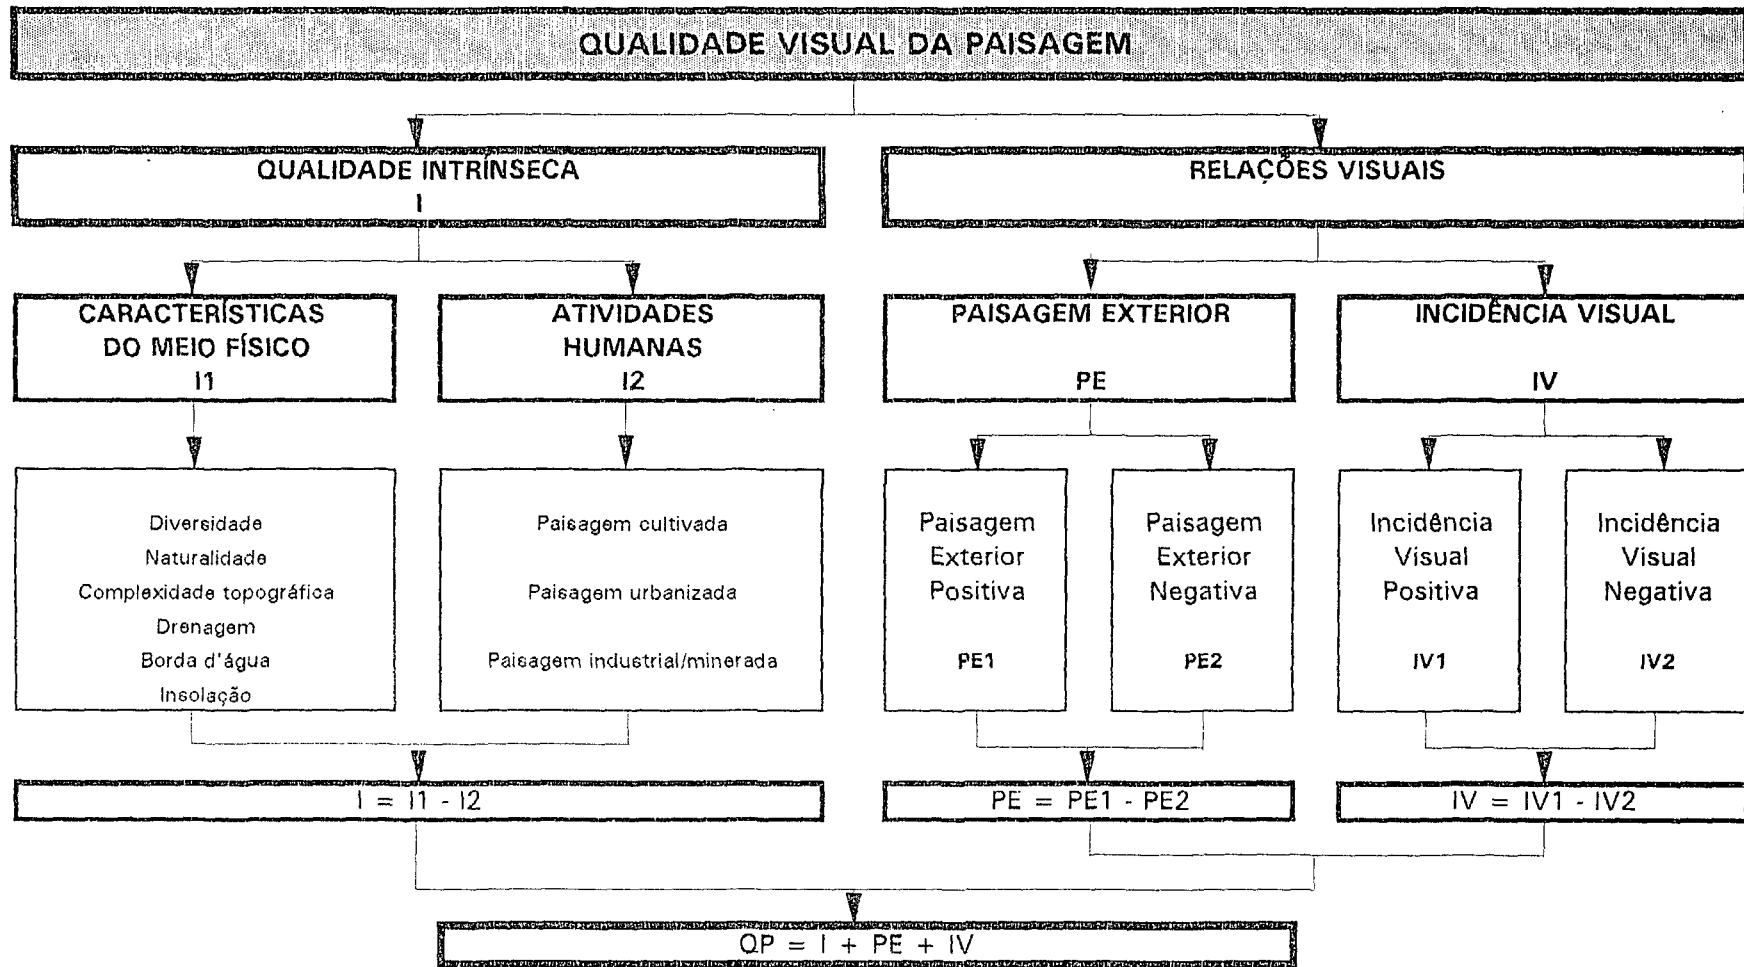 QUALIDADE VISUAL DA PAISAGEM
QUALIDADE INTRÍNSECA
I
RELAÇÕES VISUAIS
CARACTERÍSTICAS
DO MEIO FÍSICO
I1
ATIVIDADES
HUMANAS
I2
PAISAGEM EXTERIOR
PE
INCIDÊNCIA VISUAL
IV
Diversidade
Naturalidade
Complexidade topográfica
Drenagem
Borda d'água
Insolação
Paisagem cultivada
Paisagem urbanizada
Paisagem industrial/minerada
Paisagem
Exterior
Positiva
PE1
Paisagem
Exterior
Negativa
PE2
Incidência
Visual
Positiva
IV1
Incidência
Visual
Negativa
IV2
I = I1 - I2
PE = PE1 - PE2
IV = IV1 - IV2
QP = I + PE + IV